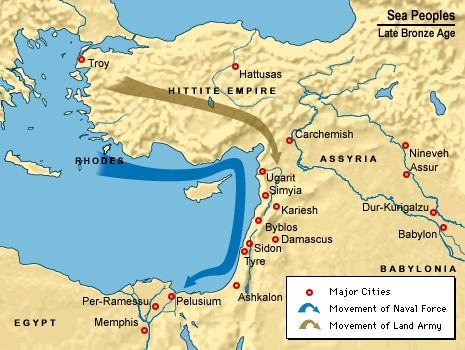 Sea Peoples
Late Bronze Age
Troy
Hattusas
HITTITE EMPIRE
Carchemish
ASSYRIA
Nineveh
Assur
RHODES
Ugarit
Simyia
Kariesh
Dur-Kurigalzu
Byblos
Babylon
Damascus
Sidon
Tyre
BABYLONIA
Ashkalon
Per-Ramessu
Pelusium
EGYPT
Memphis
Major Cities
Movement of Naval Force
Movement of Land Army